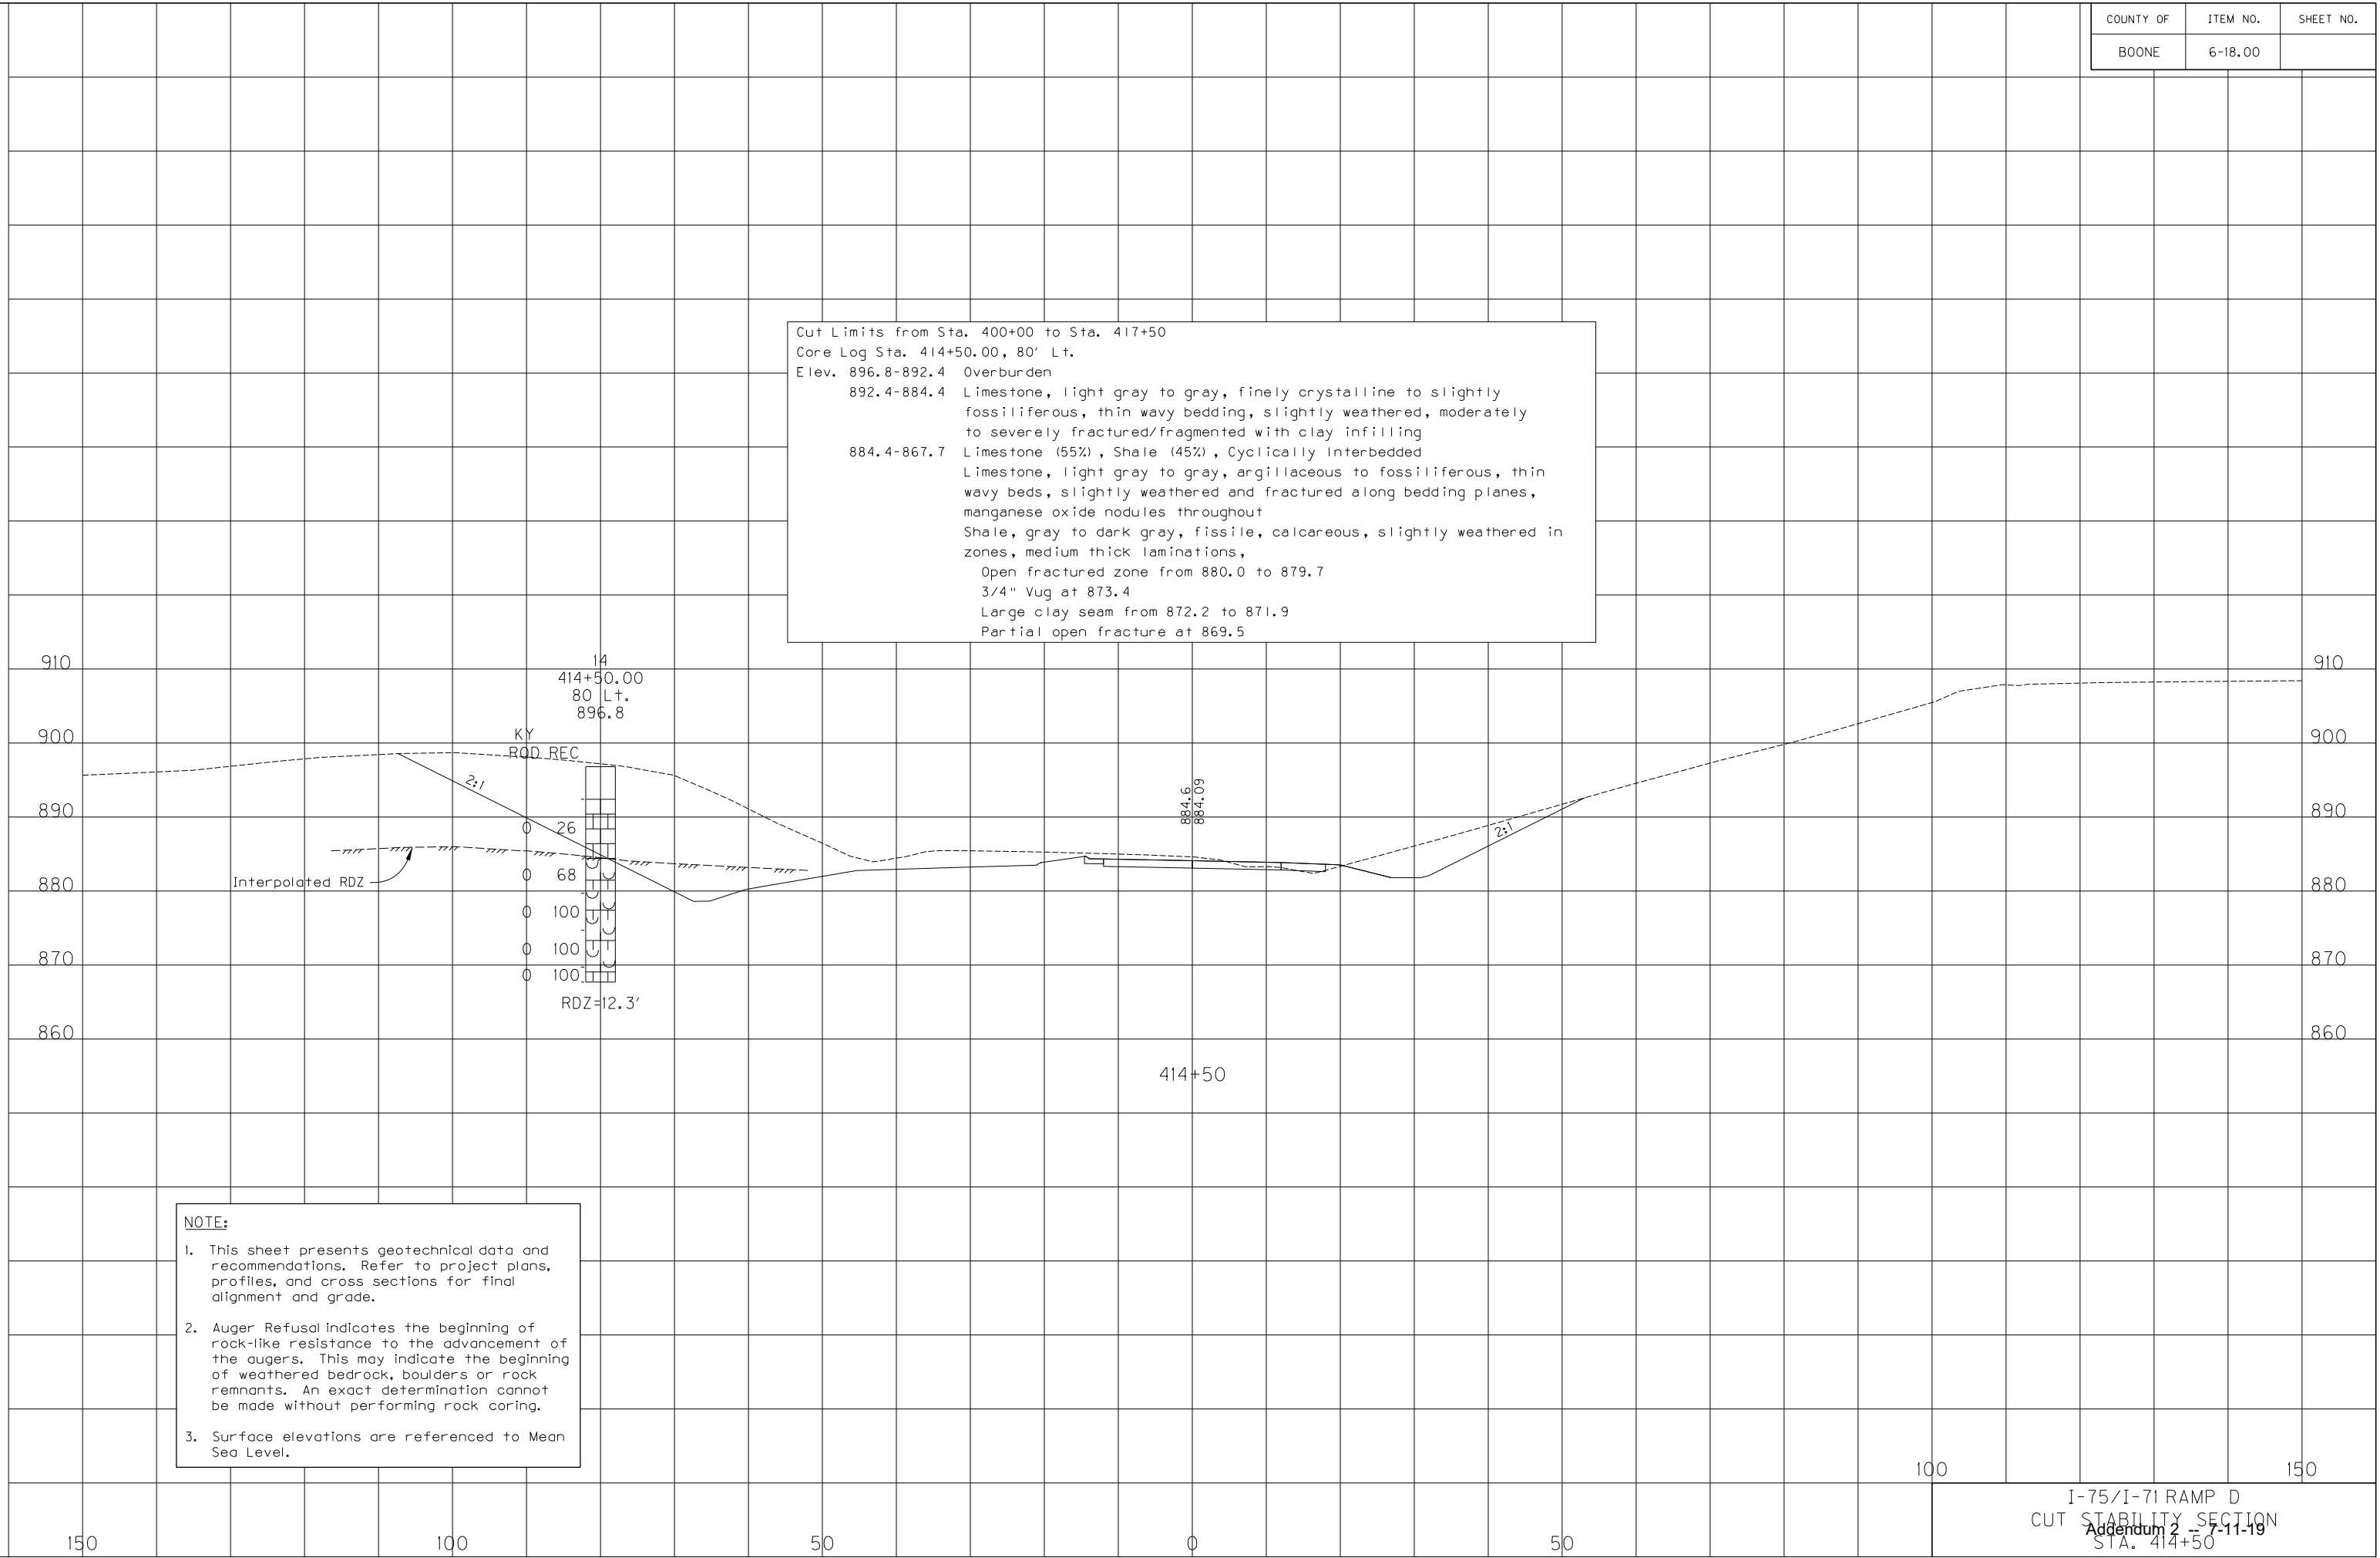 COUNTY OF ITEM NO. SHEET NO.
BOONE 6-18.00
Cut Limits from Sta. 400+00 to Sta. 417+50
Core Log Sta. 414+50.00, 80' Lt.
Elev. 896.8-892.4 Overburden
892.4-884.4 Limestone, light gray to gray, finely crystalline to slightly
fossiliferous, thin wavy bedding, slightly weathered, moderately
to severely fractured/fragmented with clay infilling
884.4-867.7 Limestone (55%), Shale (45%), Cyclically Interbedded
Limestone, light gray to gray, argillaceous to fossiliferous, thin
wavy beds, slightly weathered and fractured along bedding planes,
manganese oxide nodules throughout
Shale, gray to dark gray, fissile, calcareous, slightly weathered in
zones, medium thick laminations,
Open fractured zone from 880.0 to 879.7
3/4" Vug at 873.4
Large clay seam from 872.2 to 871.9
Partial open fracture at 869.5
910 910
14
414+50.00
80 Lt.
896.8
900 900
KY
RQD REC
2:1
884.6
884.09
890 890
0 26
2:1
Interpolated RDZ
880 880
0 68
0 100
0 100
870 870
0 100
RDZ=12.3'
860 860
414+50
NOTE:
1. This sheet presents geotechnical data and
recommendations. Refer to project plans,
profiles, and cross sections for final
alignment and grade.
2. Auger Refusal indicates the beginning of
rock-like resistance to the advancement of
the augers. This may indicate the beginning
of weathered bedrock, boulders or rock
remnants. An exact determination cannot
be made without performing rock coring.
3. Surface elevations are referenced to Mean
Sea Level.
100 150
I-75/I-71 RAMP D
CUT STABILITY SECTION
Addendum 2 -- 7-11-19
STA. 414+50
150 100 50 0 50